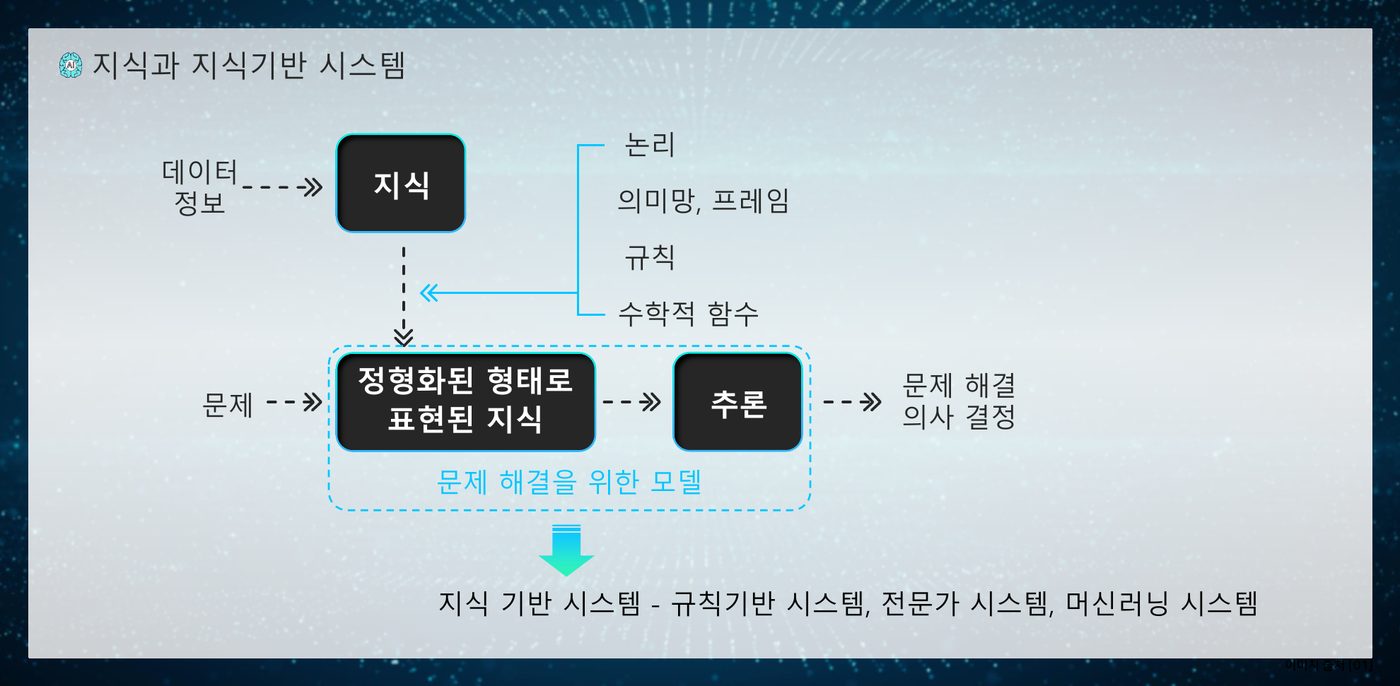 AI 지식과 지식기반 시스템
데이터
정보
지식
논리
의미망, 프레임
규칙
수학적 함수
문제
정형화된 형태로
표현된 지식
추론
문제 해결
의사 결정
문제 해결을 위한 모델
지식 기반 시스템 - 규칙기반 시스템, 전문가 시스템, 머신러닝 시스템